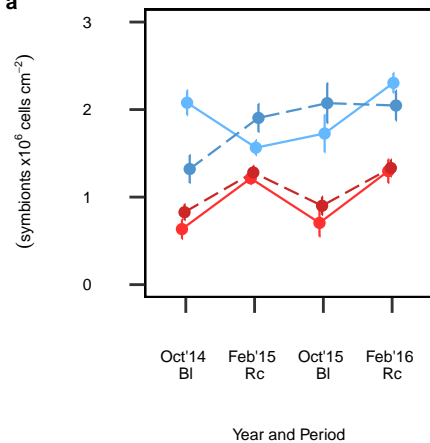 a
3
2
1
0
(symbionts x10⁶ cells cm⁻²)
Oct'14 Feb'15 Oct'15 Feb'16
Bl Rc Bl Rc
Year and Period